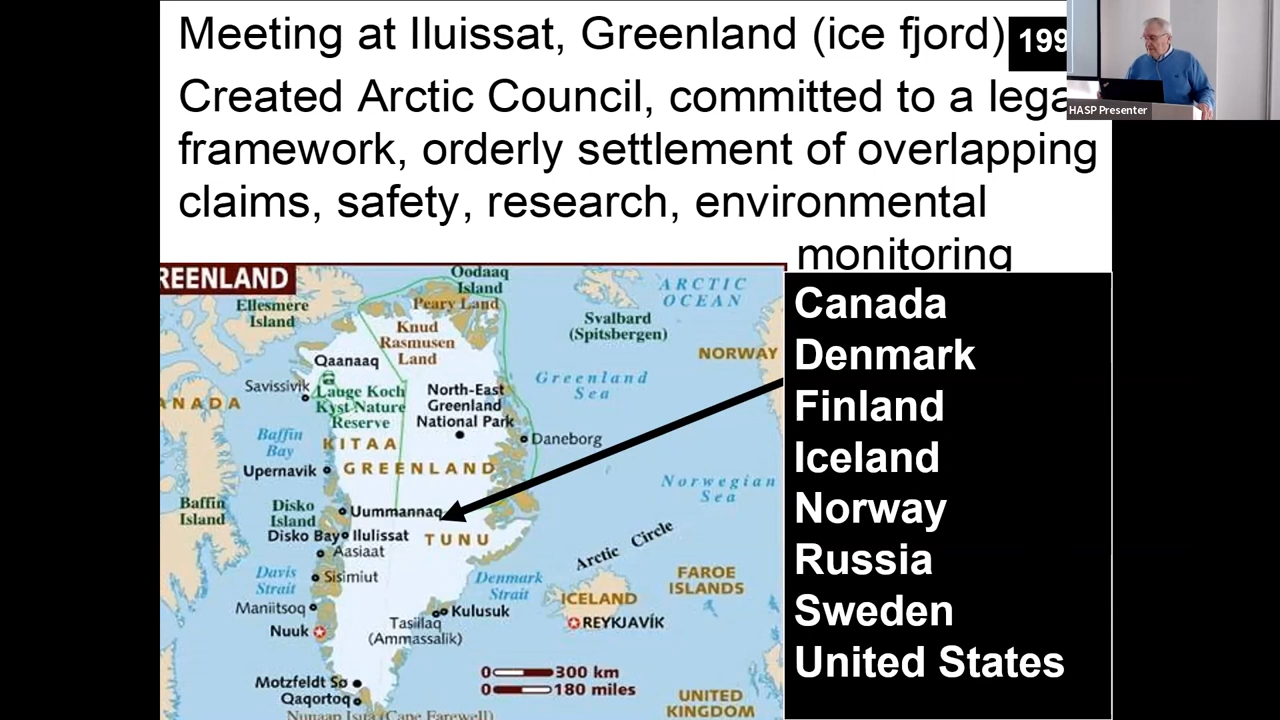 Meeting at Iluissat, Greenland (ice fjord) 199
HASP Presenter
Created Arctic Council, committed to a lega
framework, orderly settlement of overlapping
claims, safety, research, environmental
monitoring
REENLAND
Oodaaq
Island
ARCTIC
OCEAN
Ellesmere
Island
Peary Land
Svalbard
(Spitsbergen)
Knud
Rasmusen
Land
NORWAY
Qaanaaq
Savissivik
Lauge Koch
Kyst Nature
Reserve
North-East
Greenland
National Park
Greenland
Sea
ANADA
Baffin
Bay
KITAA
Daneborg
Upernavik
GREENLAND
Norwegian
Sea
Baffin
Island
Disko
Island
Uummannaq
Disko Bay
Ilulissat
TUNU
Aasiaat
Arctic Circle
Davis
Strait
Sisimiut
Denmark
Strait
FAROE
ISLANDS
Maniitsoq
Kulusuk
ICELAND
REYKJAVÍK
Nuuk
Tasiilaq
(Ammassalik)
0 300 km
0 180 miles
Motzfeldt Sø
Qaqortoq
UNITED
KINGDOM
Nunaap Isua (Cape Farewell)
Canada
Denmark
Finland
Iceland
Norway
Russia
Sweden
United States